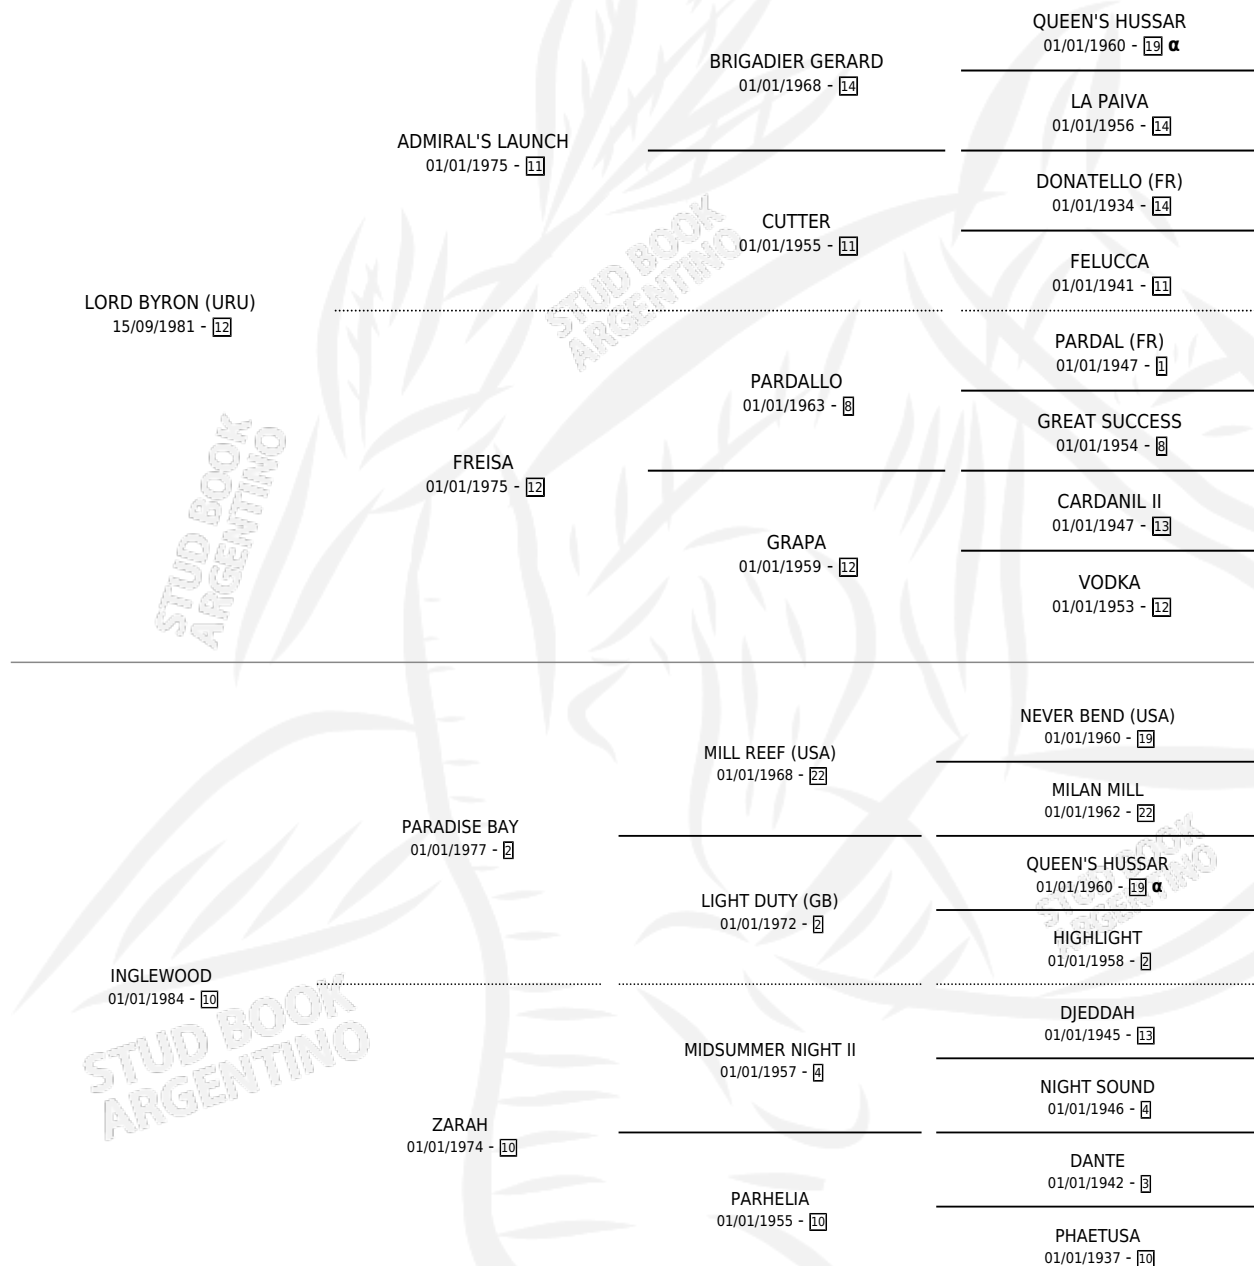 QUEEN'S HUSSAR
01/01/1960 - 19 α
BRIGADIER GERARD
01/01/1968 - 14
LA PAIVA
01/01/1956 - 14
ADMIRAL'S LAUNCH
01/01/1975 - 11
DONATELLO (FR)
01/01/1934 - 14
CUTTER
01/01/1955 - 11
FELUCCA
01/01/1941 - 11
LORD BYRON (URU)
15/09/1981 - 12
PARDAL (FR)
01/01/1947 - 1
PARDALLO
01/01/1963 - 8
GREAT SUCCESS
01/01/1954 - 8
FREISA
01/01/1975 - 12
CARDANIL II
01/01/1947 - 13
GRAPA
01/01/1959 - 12
VODKA
01/01/1953 - 12
NEVER BEND (USA)
01/01/1960 - 19
MILL REEF (USA)
01/01/1968 - 22
MILAN MILL
01/01/1962 - 22
PARADISE BAY
01/01/1977 - 2
QUEEN'S HUSSAR
01/01/1960 - 19 α
LIGHT DUTY (GB)
01/01/1972 - 2
HIGHLIGHT
01/01/1958 - 2
INGLEWOOD
01/01/1984 - 10
DJEDDAH
01/01/1945 - 13
MIDSUMMER NIGHT II
01/01/1957 - 4
NIGHT SOUND
01/01/1946 - 4
ZARAH
01/01/1974 - 10
DANTE
01/01/1942 - 3
PARHELIA
01/01/1955 - 10
PHAETUSA
01/01/1937 - 10
STUD BOOK
ARGENTINO
STUD BOOK
ARGENTINO
STUD BOOK
ARGENTINO
STUD BOOK
ARGENTINO